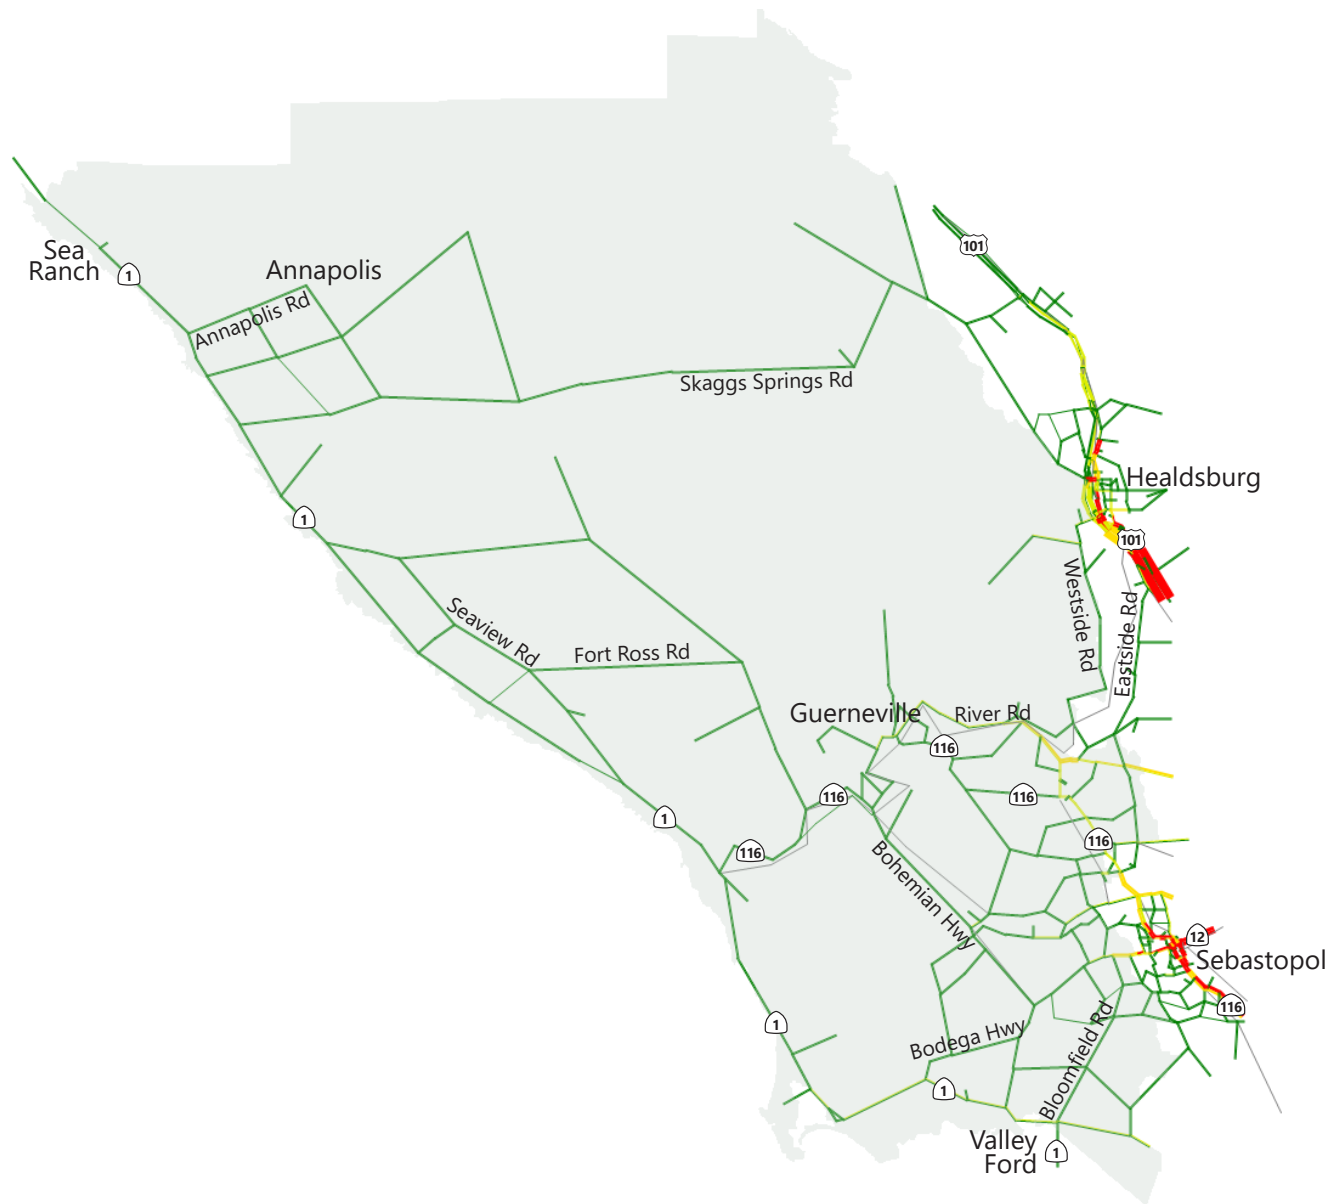 101
Sea
Ranch
1
Annapolis
Annapolis Rd
Skaggs Springs Rd
Healdsburg
1
101
Westside Rd
Eastside Rd
Seaview Rd
Fort Ross Rd
Guerneville
River Rd
116
116
116
1
116
116
Bohemian Hwy
12
Sebastopol
116
1
Bodega Hwy
Bloomfield Rd
1
Valley
Ford
1